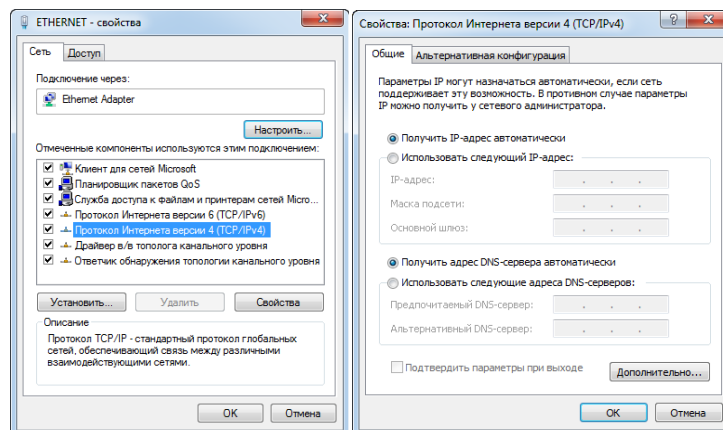 ETHERNET - свойства
Сеть
Доступ
Подключение через:
Ethernet Adapter
Настроить...
Отмеченные компоненты используются этим подключением:
Клиент для сетей Microsoft
Планировщик пакетов QoS
Служба доступа к файлам и принтерам сетей Micro...
Протокол Интернета версии 6 (TCP/IPv6)
Протокол Интернета версии 4 (TCP/IPv4)
Драйвер в/в тополога канального уровня
Ответчик обнаружения топологии канального уровня
Установить...
Удалить
Свойства
Описание
Протокол TCP/IP - стандартный протокол глобальных
сетей, обеспечивающий связь между различными
взаимодействующими сетями.
OK
Отмена
Свойства: Протокол Интернета версии 4 (TCP/IPv4)
Общие
Альтернативная конфигурация
Параметры IP могут назначаться автоматически, если сеть
поддерживает эту возможность. В противном случае параметры
IP можно получить у сетевого администратора.
Получить IP-адрес автоматически
Использовать следующий IP-адрес:
IP-адрес:
Маска подсети:
Основной шлюз:
Получить адрес DNS-сервера автоматически
Использовать следующие адреса DNS-серверов:
Предпочитаемый DNS-сервер:
Альтернативный DNS-сервер:
Подтвердить параметры при выходе
Дополнительно...
OK
Отмена